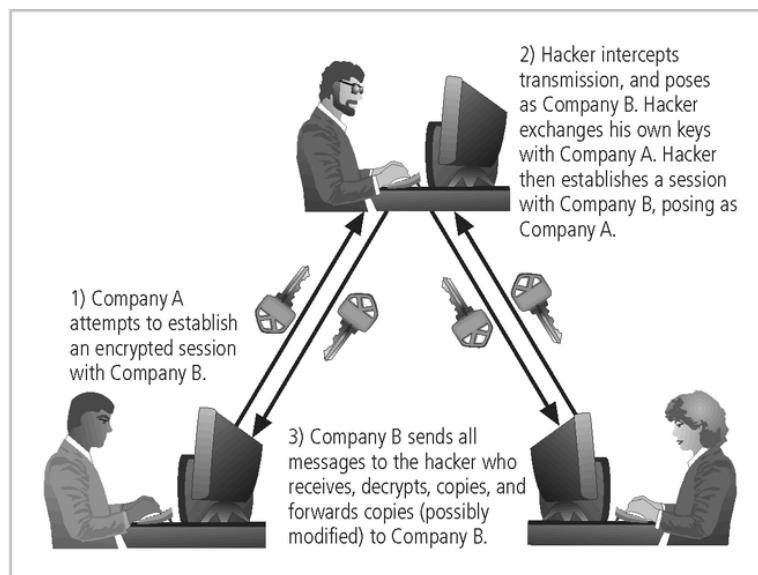 2) Hacker intercepts
transmission, and poses
as Company B. Hacker
exchanges his own keys
with Company A. Hacker
then establishes a session
with Company B, posing as
Company A.
1) Company A
attempts to establish
an encrypted session
with Company B.
3) Company B sends all
messages to the hacker who
receives, decrypts, copies, and
forwards copies (possibly
modified) to Company B.